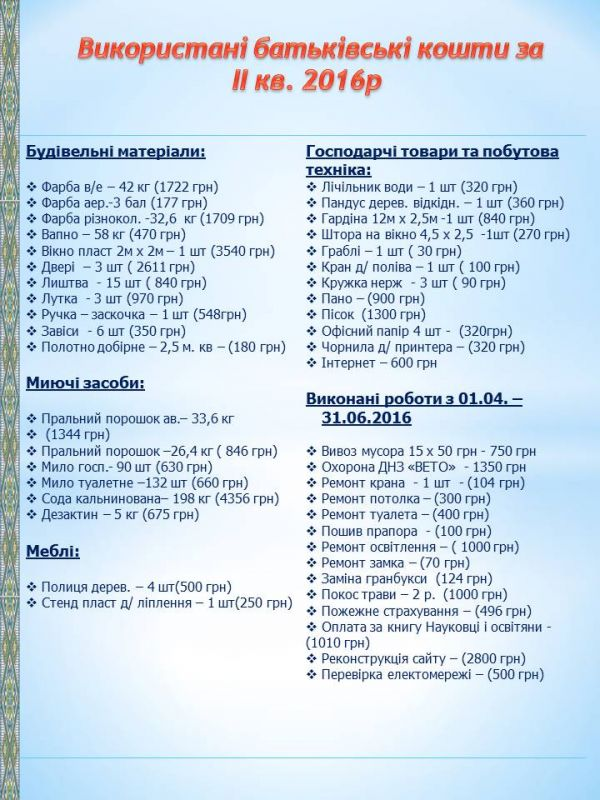 Використані батьківські кошти за
ІІ кв. 2016р
Будівельні матеріали:
❖ Фарба в/е – 42 кг (1722 грн)
❖ Фарба аер.-3 бал (177 грн)
❖ Фарба різнокол. -32,6 кг (1709 грн)
❖ Вапно – 58 кг (470 грн)
❖ Вікно пласт 2м х 2м – 1 шт (3540 грн)
❖ Двері – 3 шт ( 2611 грн)
❖ Лиштва - 15 шт ( 840 грн)
❖ Лутка - 3 шт (970 грн)
❖ Ручка – заскочка – 1 шт (548грн)
❖ Завіси - 6 шт (350 грн)
❖ Полотно добірне – 2,5 м. кв – (180 грн)
Миючі засоби:
❖ Пральний порошок ав.– 33,6 кг
❖ (1344 грн)
❖ Пральний порошок –26,4 кг ( 846 грн)
❖ Мило госп.- 90 шт (630 грн)
❖ Мило туалетне –132 шт (660 грн)
❖ Сода кальнинована– 198 кг (4356 грн)
❖ Дезактин – 5 кг (675 грн)
Меблі:
❖ Полиця дерев. – 4 шт(500 грн)
❖ Стенд пласт д/ ліплення – 1 шт(250 грн)
Господарчі товари та побутова
техніка:
❖ Лічільник води – 1 шт (320 грн)
❖ Пандус дерев. відкідн. – 1 шт (360 грн)
❖ Гардіна 12м х 2,5м -1 шт (840 грн)
❖ Штора на вікно 4,5 х 2,5 -1шт (270 грн)
❖ Граблі – 1 шт ( 30 грн)
❖ Кран д/ поліва – 1 шт ( 100 грн)
❖ Кружка нерж - 3 шт ( 90 грн)
❖ Пано – (900 грн)
❖ Пісок (1300 грн)
❖ Офісний папір 4 шт - (320грн)
❖ Чорнила д/ принтера – (320 грн)
❖ Інтернет – 600 грн
Виконані роботи з 01.04. –
31.06.2016
❖ Вивоз мусора 15 х 50 грн - 750 грн
❖ Охорона ДНЗ «ВЕТО» - 1350 грн
❖ Ремонт крана - 1 шт - (104 грн)
❖ Ремонт потолка – (300 грн)
❖ Ремонт туалета – (400 грн)
❖ Пошив прапора - (100 грн)
❖ Ремонт освітлення – ( 1000 грн)
❖ Ремонт замка – (70 грн)
❖ Заміна гранбукси (124 грн)
❖ Покос трави – 2 р. (1000 грн)
❖ Пожежне страхування – (496 грн)
❖ Оплата за книгу Науковці і освітяни -
(1010 грн)
❖ Реконструкція сайту – (2800 грн)
❖ Перевірка електомережі – (500 грн)